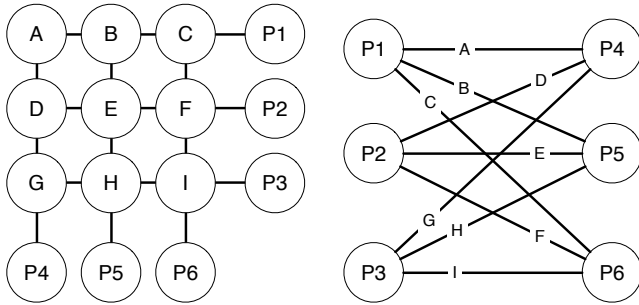 A B C P1
D E F P2
G H I P3
P4 P5 P6
P1 A P4
B D
C
P2 E P5
G H F
P3 I P6